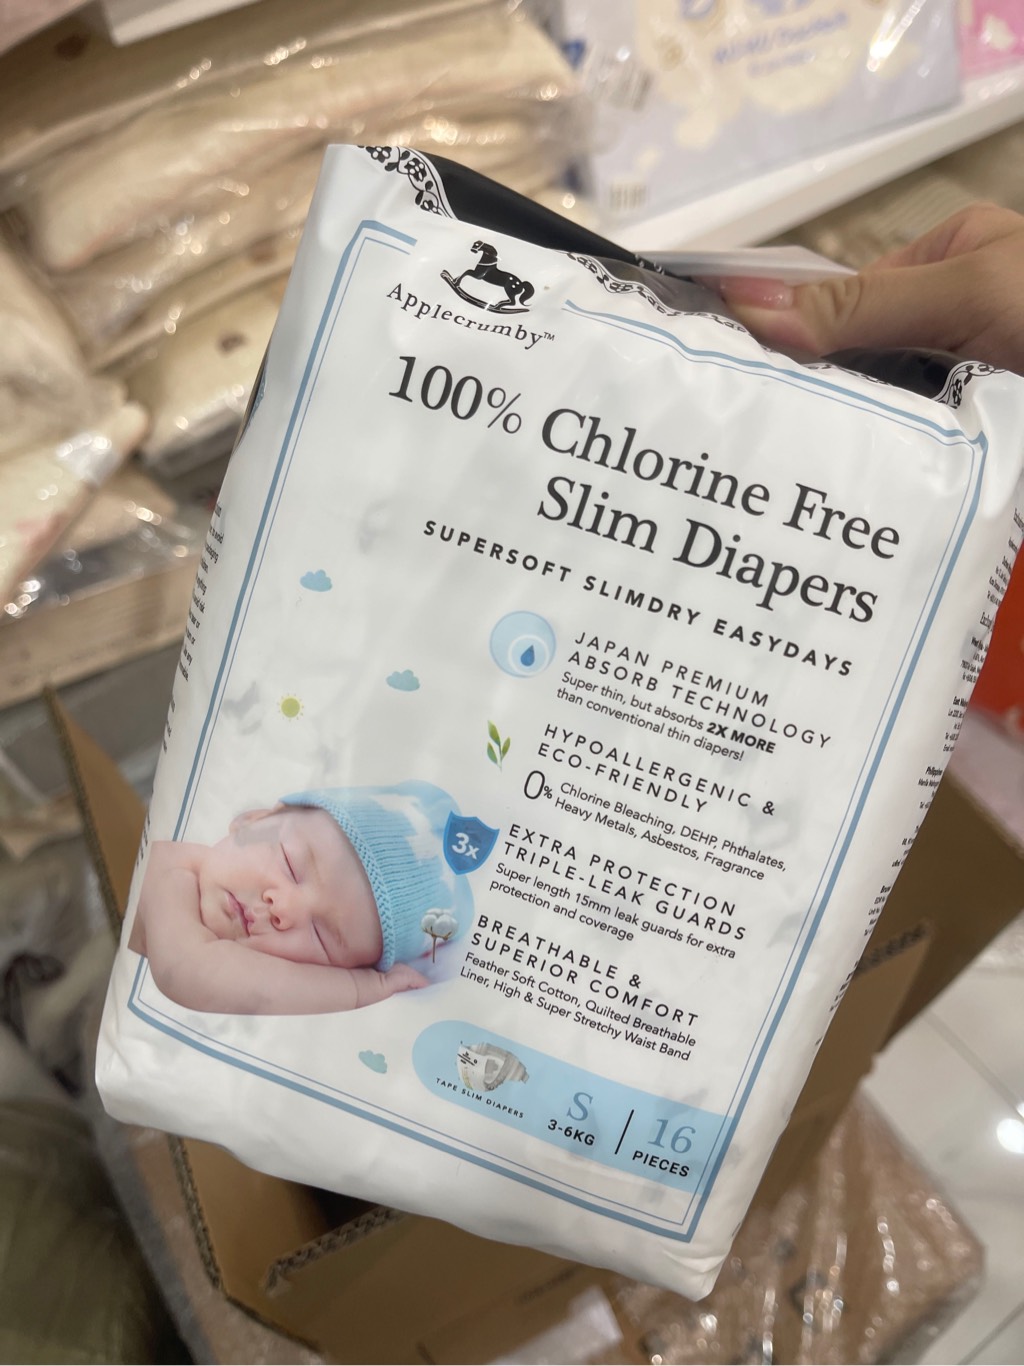 Applecrumby™
100% Chlorine Free
Slim Diapers
SUPERSOFT SLIMDRY EASYDAYS
JAPAN PREMIUM
ABSORB TECHNOLOGY
Super thin, but absorbs 2X MORE
than conventional thin diapers!
HYPOALLERGENIC &
ECO-FRIENDLY
0% Chlorine Bleaching, DEHP, Phthalates,
Heavy Metals, Asbestos, Fragrance
3x
EXTRA PROTECTION
TRIPLE-LEAK GUARDS
Super length 15mm leak guards for extra
protection and coverage
BREATHABLE &
SUPERIOR COMFORT
Feather Soft Cotton, Quilted Breathable
Liner, High & Super Stretchy Waist Band
TAPE SLIM DIAPERS
S
3-6KG
16
PIECES